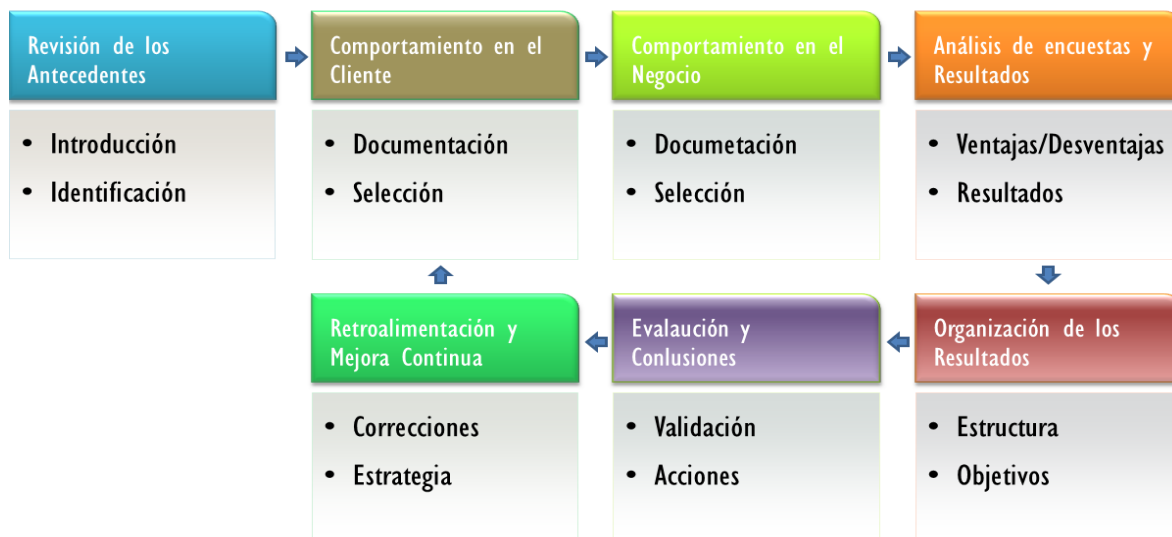 Revisión de los
Antecedentes
• Introducción
• Identificación
Comportamiento en el
Cliente
• Documentación
• Selección
Comportamiento en el
Negocio
• Documetación
• Selección
Análisis de encuestas y
Resultados
• Ventajas/Desventajas
• Resultados
Organización de los
Resultados
• Estructura
• Objetivos
Evalaución y
Conlusiones
• Validación
• Acciones
Retroalimentación y
Mejora Continua
• Correcciones
• Estrategia